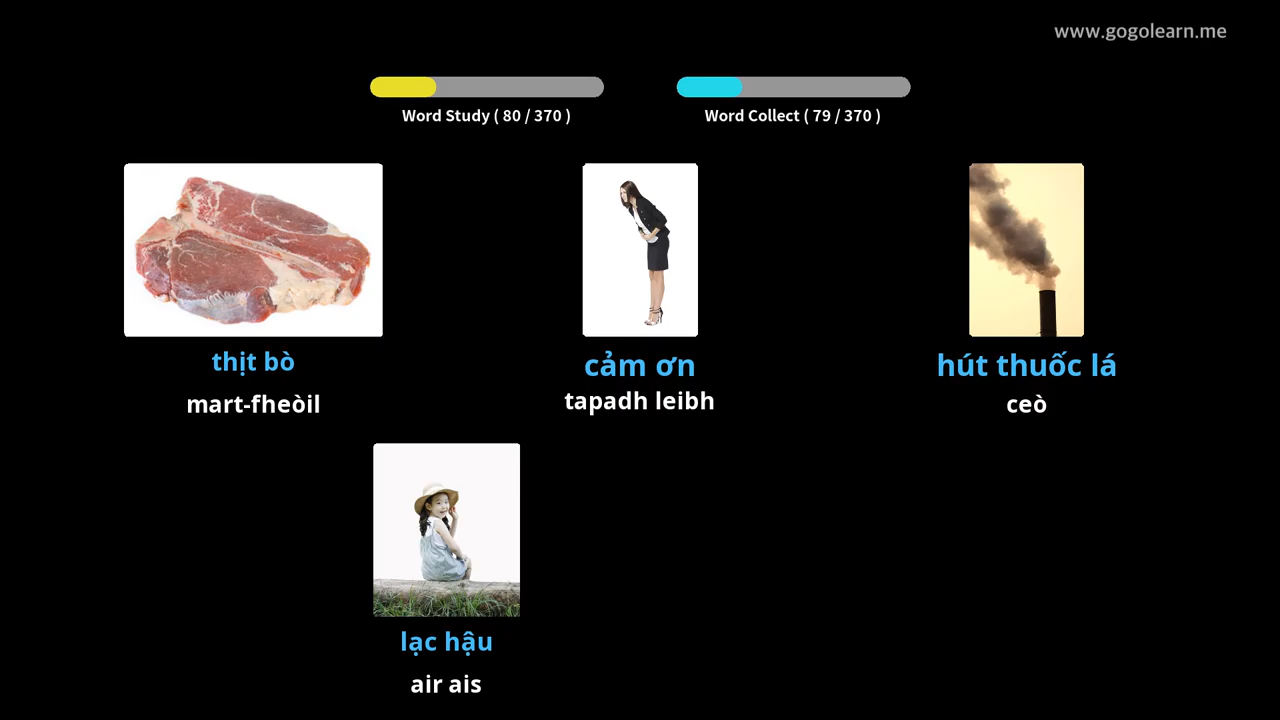 www.gogolearn.me
Word Study ( 80 / 370 )
Word Collect ( 79 / 370 )
thịt bò
mart-fheòil
cảm ơn
tapadh leibh
hút thuốc lá
ceò
lạc hậu
air ais